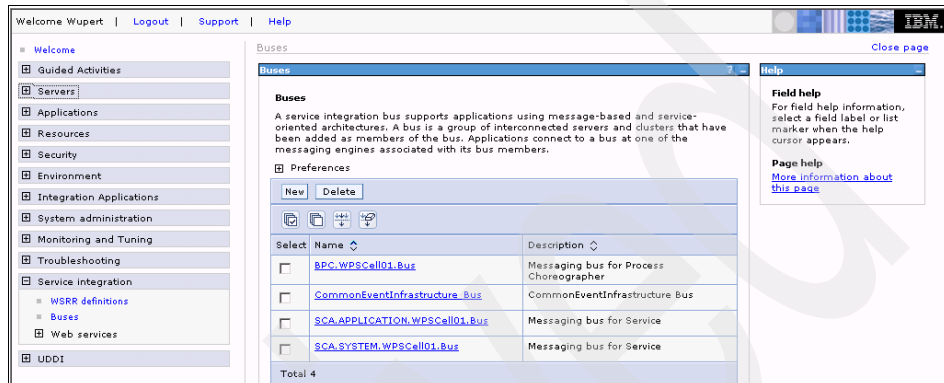 Welcome Wupert | Logout | Support | Help
IBM.
Welcome
Guided Activities
Servers
Applications
Resources
Security
Environment
Integration Applications
System administration
Monitoring and Tuning
Troubleshooting
Service integration
WSRR definitions
Buses
Web services
UDDI
Buses
Close page
Buses
? _
Buses
A service integration bus supports applications using message-based and service-
oriented architectures. A bus is a group of interconnected servers and clusters that have
been added as members of the bus. Applications connect to a bus at one of the
messaging engines associated with its bus members.
Preferences
New Delete
Select Name Description
BPC.WPSCell01.Bus Messaging bus for Process
Choreographer
CommonEventInfrastructure_Bus CommonEventInfrastructure Bus
SCA.APPLICATION.WPSCell01.Bus Messaging bus for Service
SCA.SYSTEM.WPSCell01.Bus Messaging bus for Service
Total 4
Help
Field help
For field help information,
select a field label or list
marker when the help
cursor appears.
Page help
More information about
this page